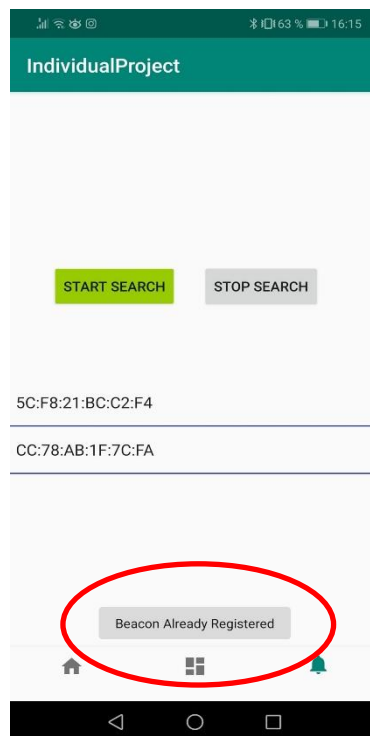 63 % 16:15
IndividualProject
START SEARCH STOP SEARCH
5C:F8:21:BC:C2:F4
CC:78:AB:1F:7C:FA
Beacon Already Registered